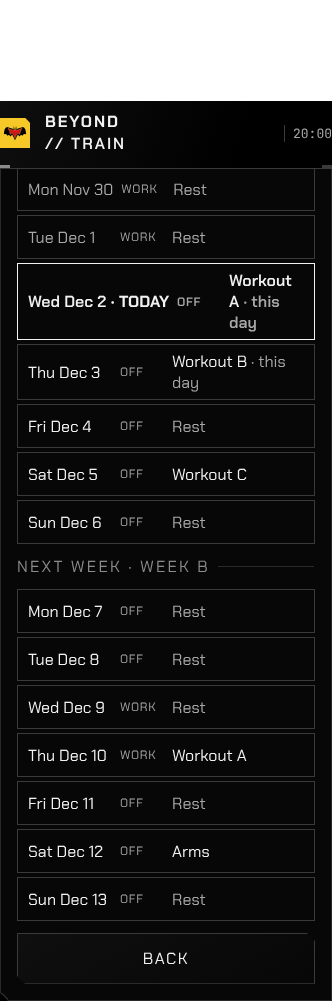 BEYOND
// TRAIN
20:00
Mon Nov 30 WORK Rest
Tue Dec 1 WORK Rest
Wed Dec 2 · TODAY OFF Workout
A · this
day
Thu Dec 3 OFF Workout B · this
day
Fri Dec 4 OFF Rest
Sat Dec 5 OFF Workout C
Sun Dec 6 OFF Rest
NEXT WEEK · WEEK B
Mon Dec 7 OFF Rest
Tue Dec 8 OFF Rest
Wed Dec 9 WORK Rest
Thu Dec 10 WORK Workout A
Fri Dec 11 OFF Rest
Sat Dec 12 OFF Arms
Sun Dec 13 OFF Rest
BACK